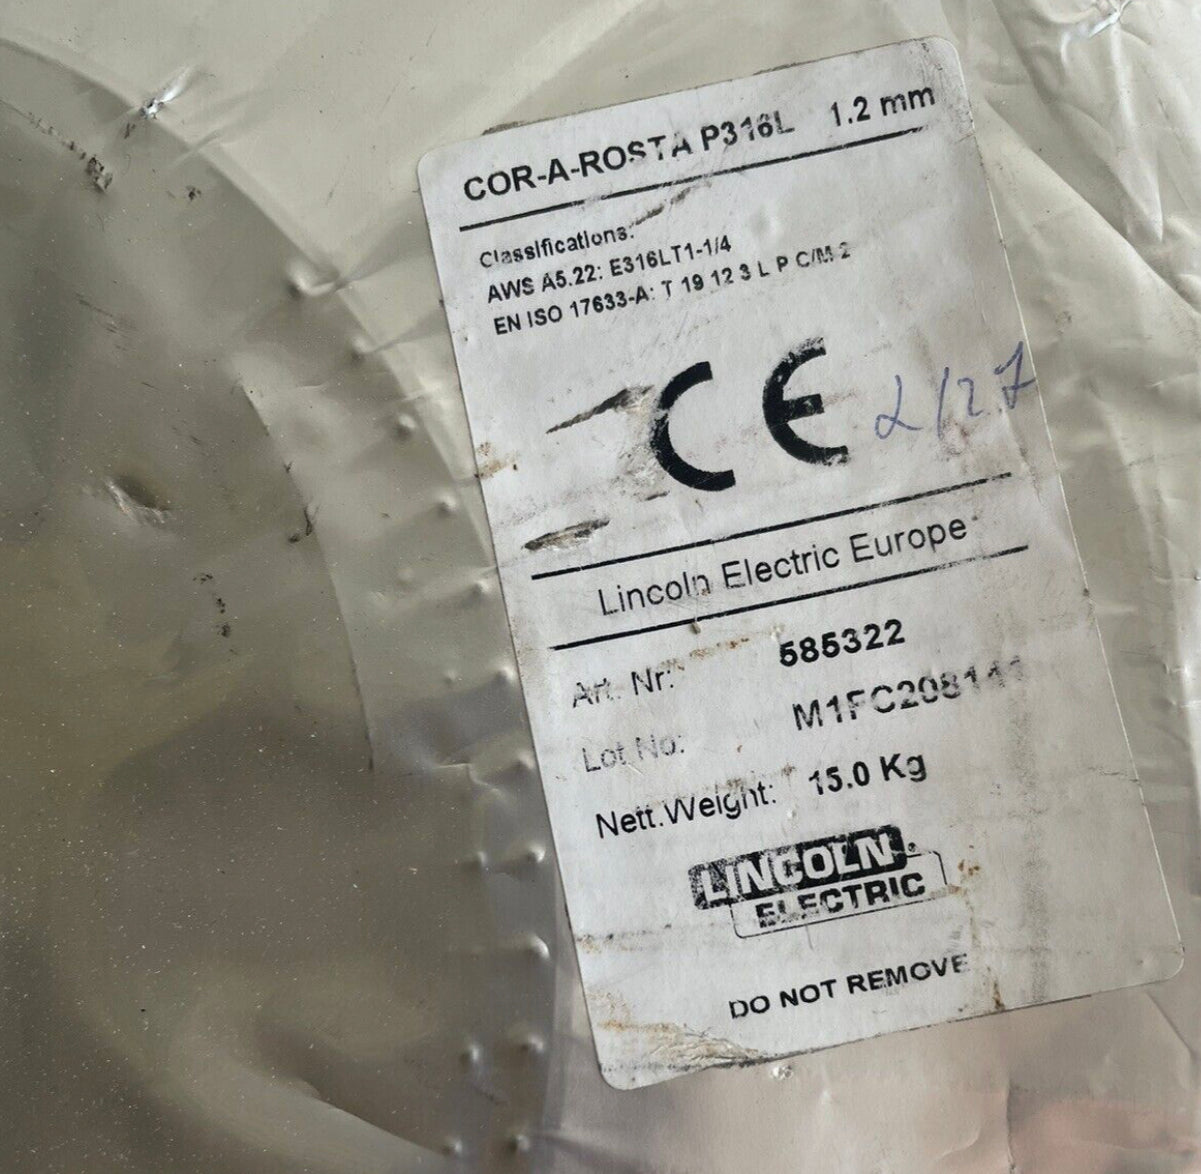 COR-A-ROSTA P316L 1.2 mm
Classifications:
AWS A5.22: E316LT1-1/4
EN ISO 17633-A: T 19 12 3 L P C/M 2
CE 2/27
Lincoln Electric Europe
Art. Nr: 585322
Lot No: M1FC208141
Nett.Weight: 15.0 Kg
LINCOLN
ELECTRIC
DO NOT REMOVE